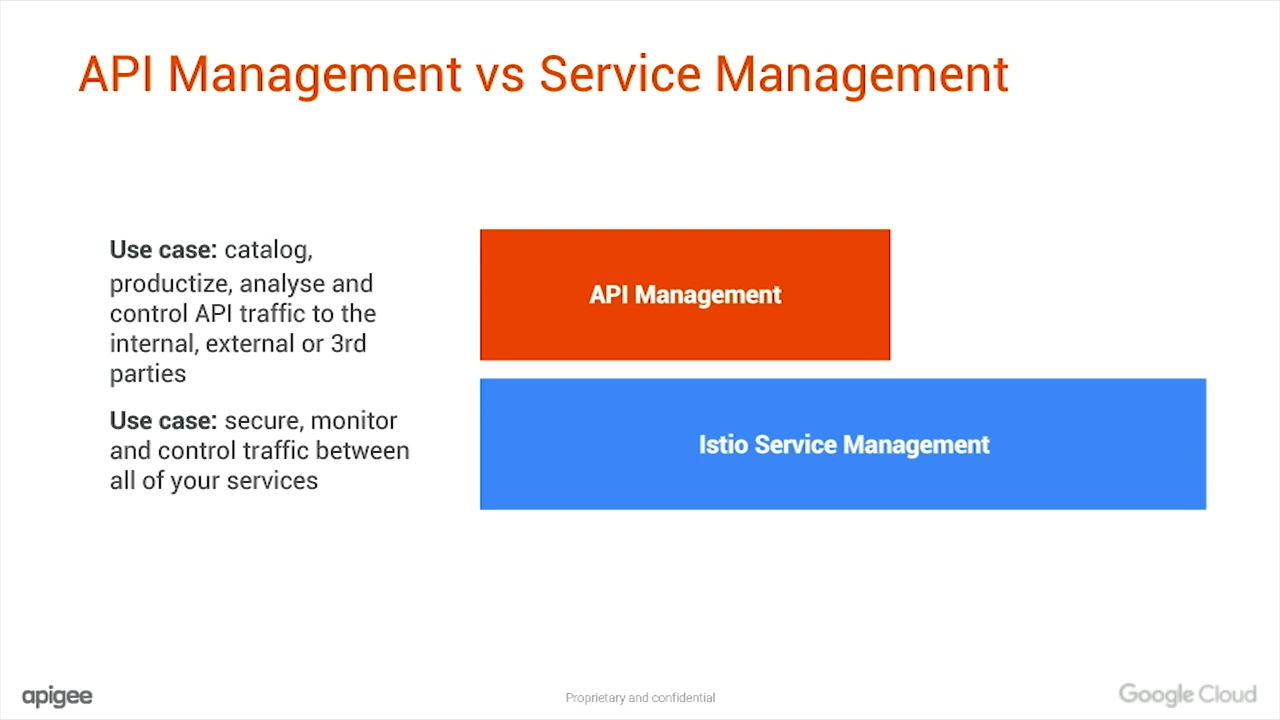 API Management vs Service Management
Use case: catalog,
productize, analyse and
control API traffic to the
internal, external or 3rd
parties
API Management
Use case: secure, monitor
and control traffic between
all of your services
Istio Service Management
apigee
Proprietary and confidential
Google Cloud